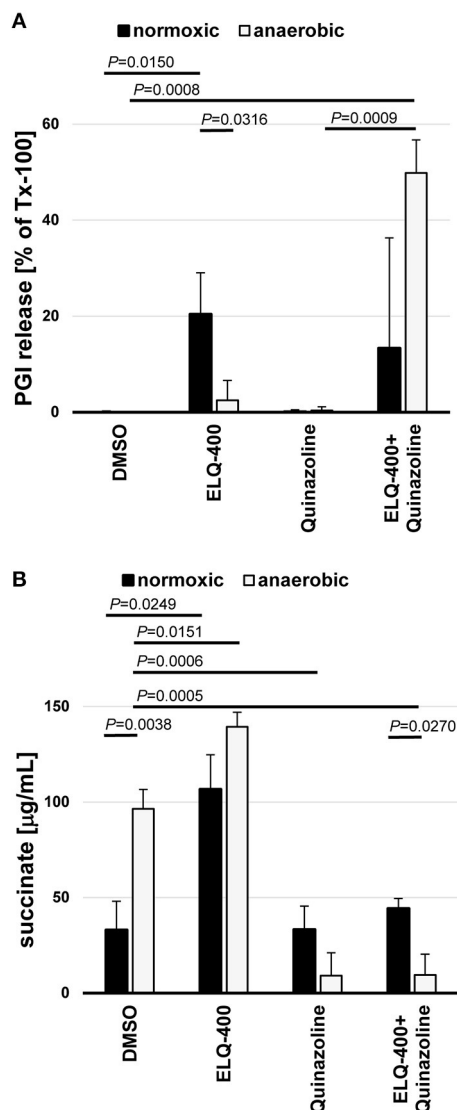 A
normoxic anaerobic
P=0.0150
P=0.0008
P=0.0316 P=0.0009
PGI release [% of Tx-100]
60
40
20
0
DMSO
ELQ-400
Quinazoline
ELQ-400+
Quinazoline
B
normoxic anaerobic
P=0.0249
P=0.0151
P=0.0006
P=0.0005
P=0.0038 P=0.0270
succinate [µg/mL]
150
100
50
0
DMSO
ELQ-400
Quinazoline
ELQ-400+
Quinazoline